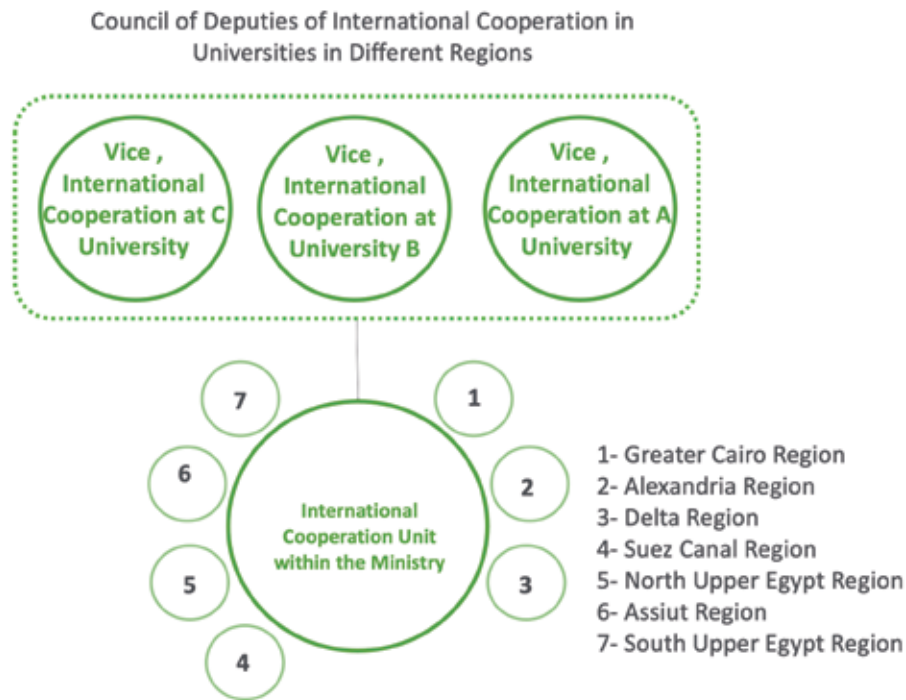 Council of Deputies of International Cooperation in
Universities in Different Regions
Vice ,
International
Cooperation at C
University
Vice ,
International
Cooperation at
University B
Vice ,
International
Cooperation at A
University
7
1
6
2
5
3
4
International
Cooperation Unit
within the Ministry
1- Greater Cairo Region
2- Alexandria Region
3- Delta Region
4- Suez Canal Region
5- North Upper Egypt Region
6- Assiut Region
7- South Upper Egypt Region